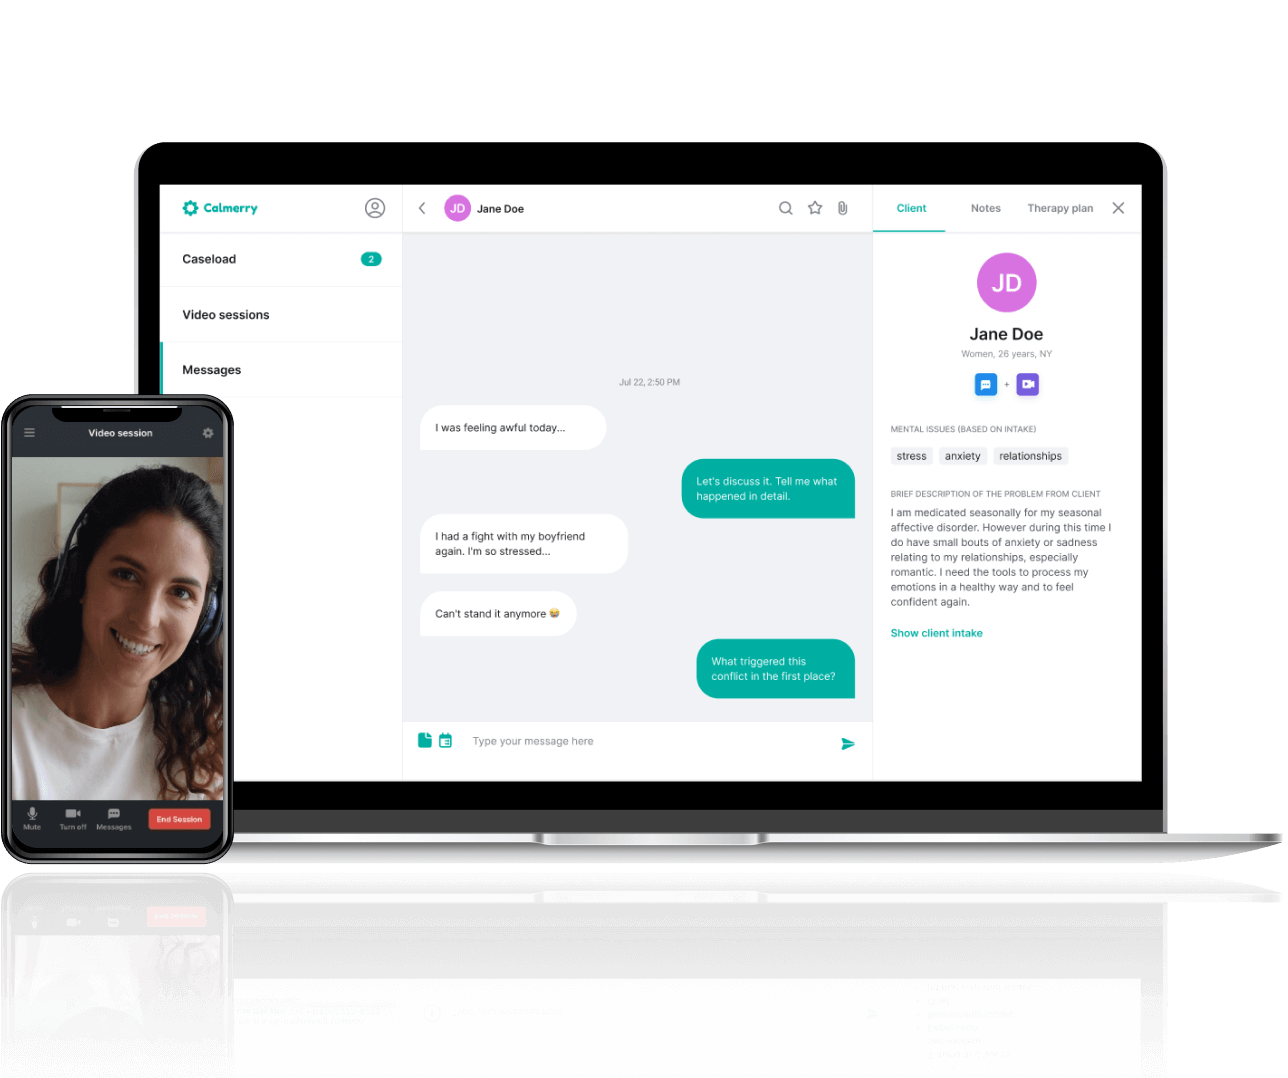 Calmerry
Caseload
2
Video sessions
Messages
JD
Jane Doe
Jul 22, 2:50 PM
I was feeling awful today...
Let's discuss it. Tell me what
happened in detail.
I had a fight with my boyfriend
again. I'm so stressed...
Can't stand it anymore 😭
What triggered this
conflict in the first place?
Type your message here
Client
Notes
Therapy plan
JD
Jane Doe
Women, 26 years, NY
+
MENTAL ISSUES (BASED ON INTAKE)
stress
anxiety
relationships
BRIEF DESCRIPTION OF THE PROBLEM FROM CLIENT
I am medicated seasonally for my seasonal
affective disorder. However during this time I
do have small bouts of anxiety or sadness
relating to my relationships, especially
romantic. I need the tools to process my
emotions in a healthy way and to feel
confident again.
Show client intake
Video session
Mute
Turn off
Messages
End Session